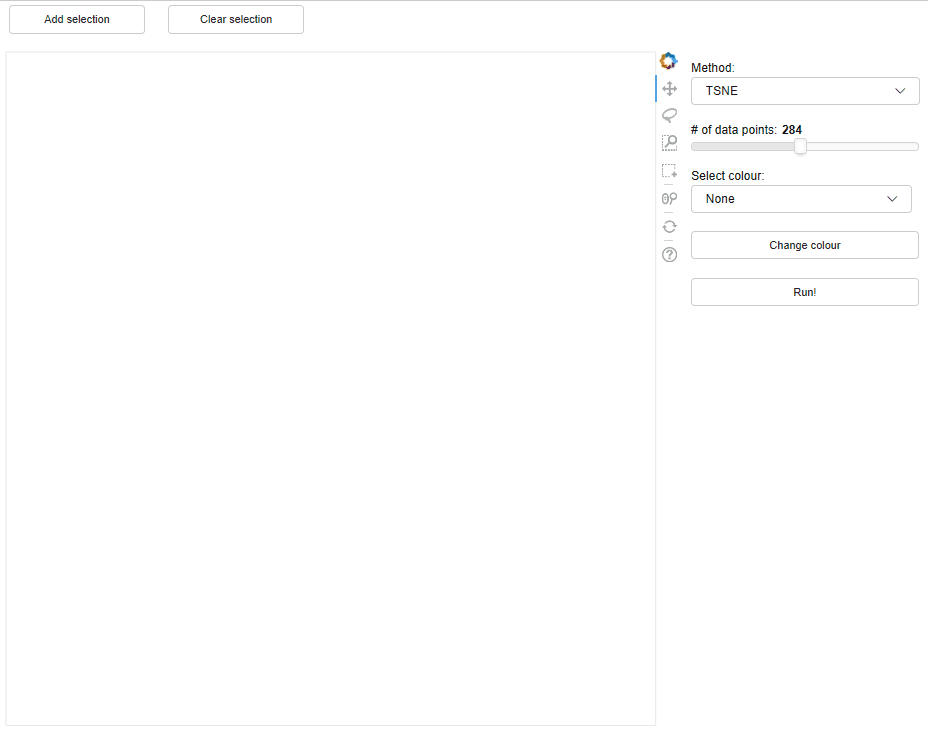 Add selection
Clear selection
Method:
TSNE
# of data points: 284
Select colour:
None
Change colour
Run!